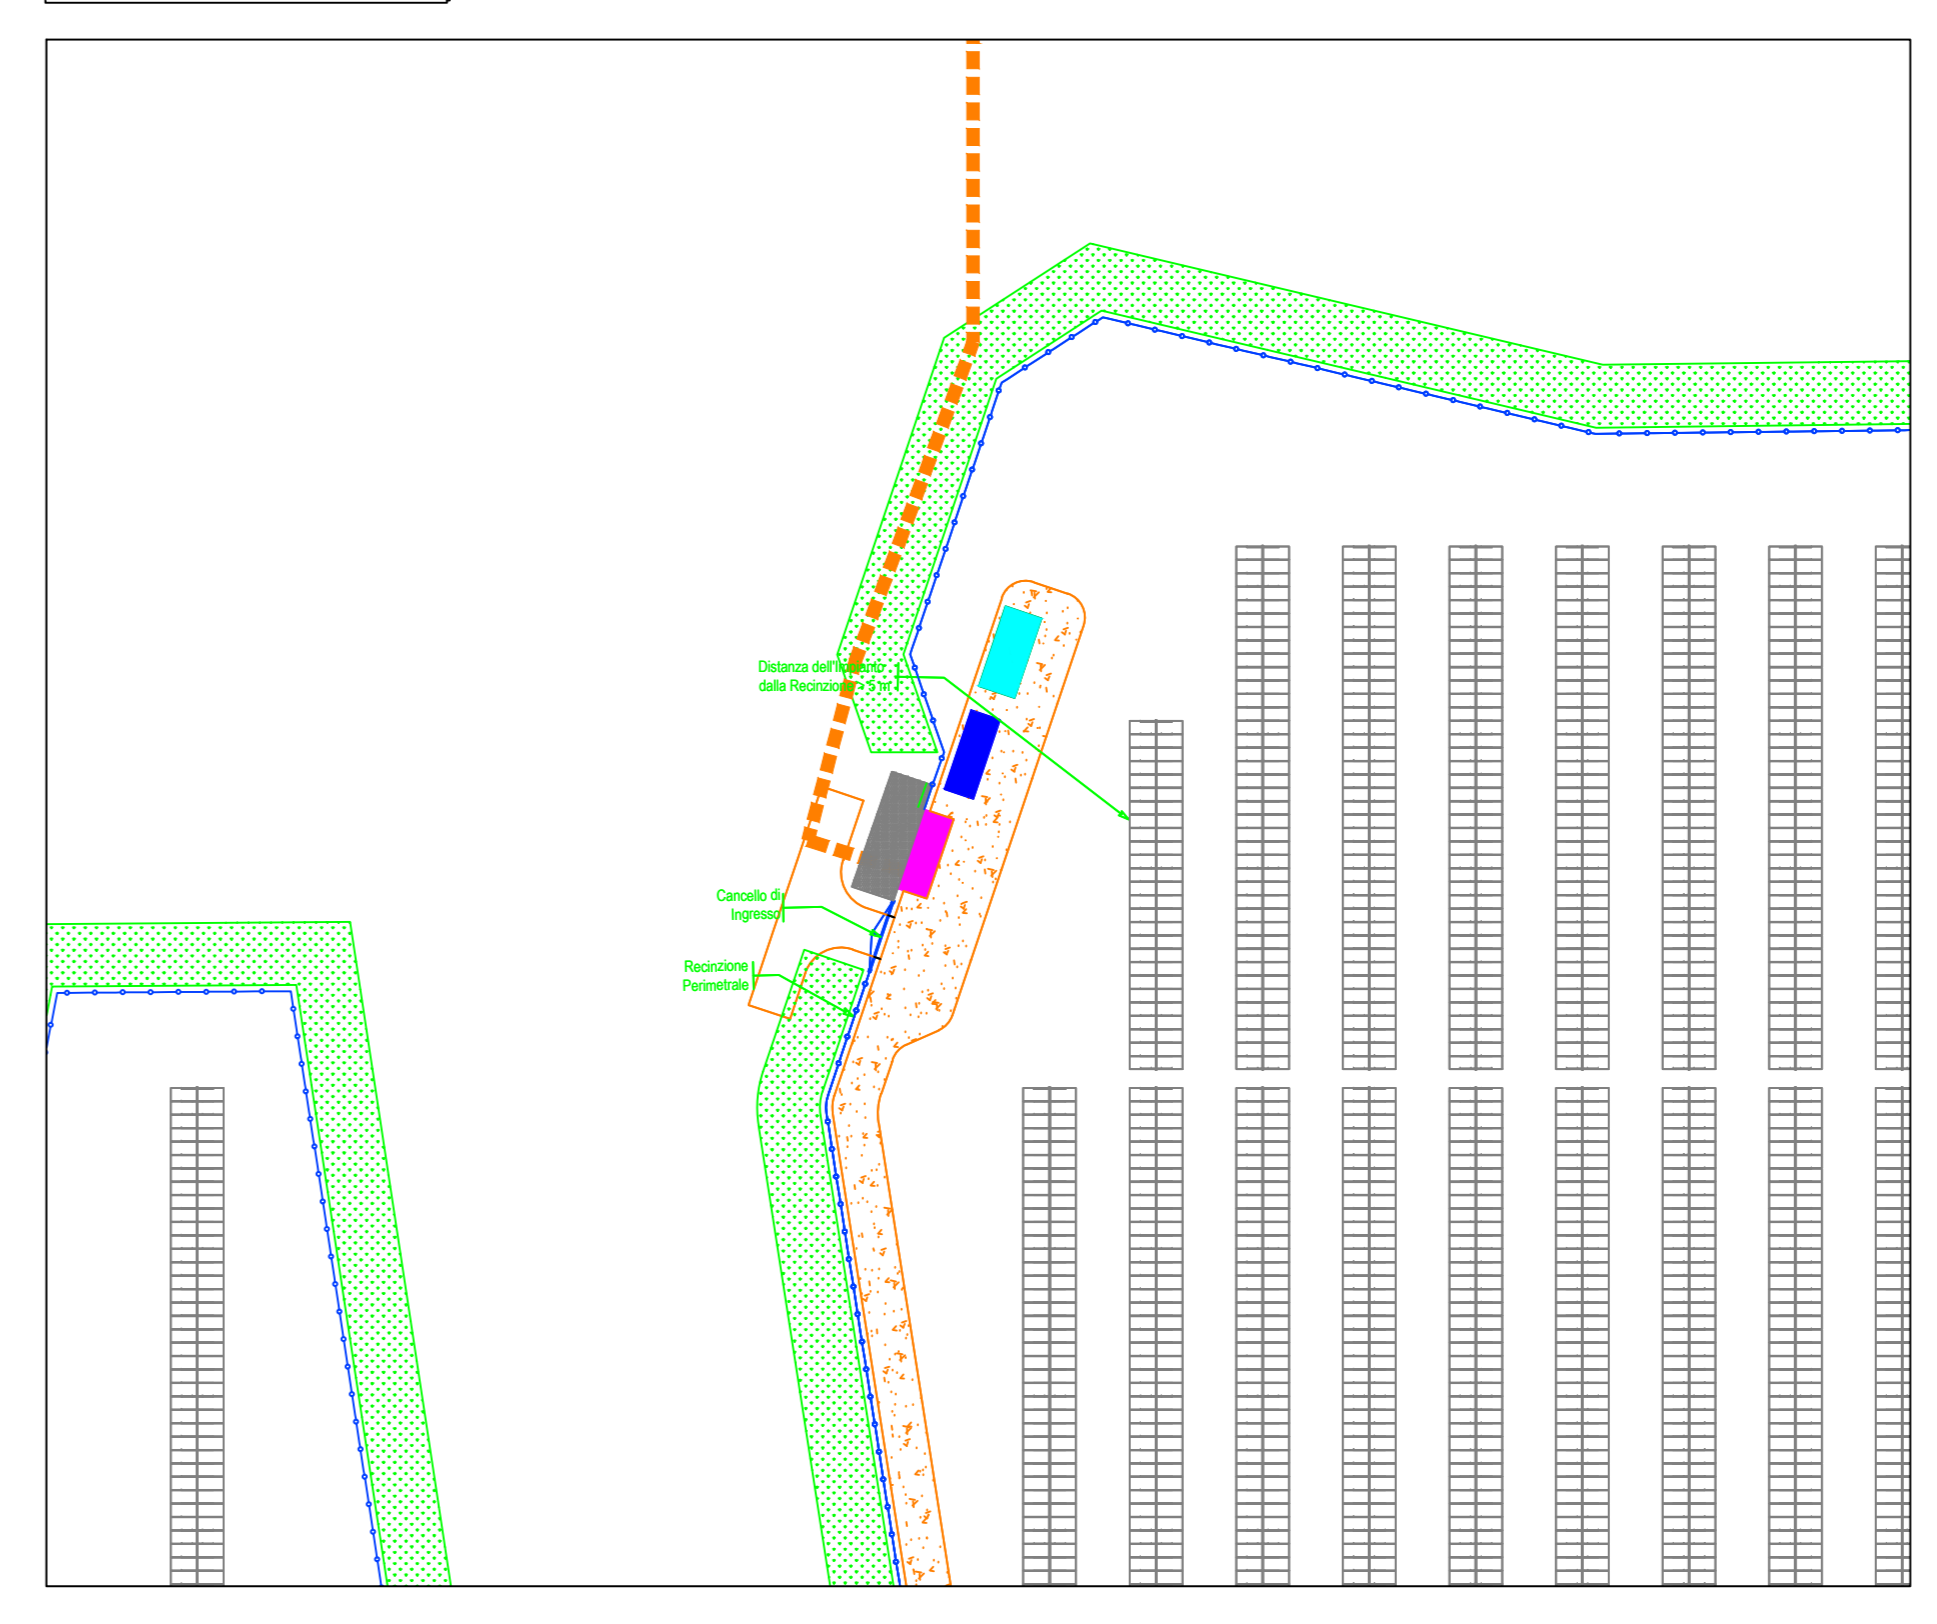 Distanza dell'Impianto
dalla Recinzione > 5 m
Cancello di
Ingresso
Recinzione
Perimetrale